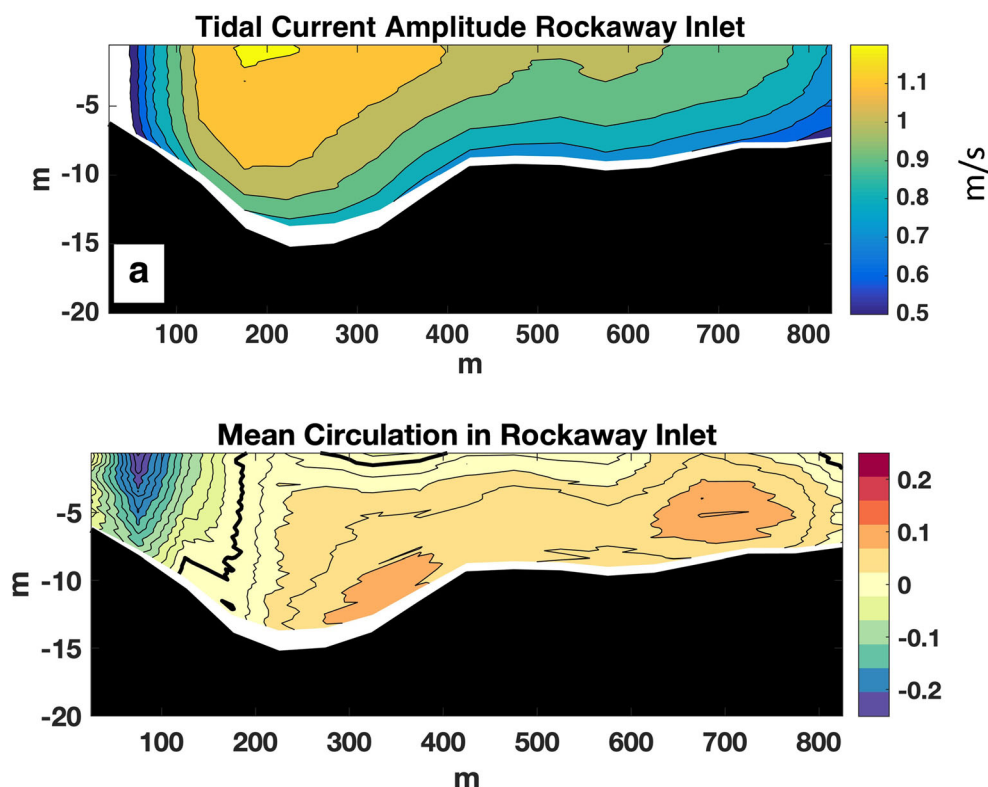 Tidal Current Amplitude Rockaway Inlet
-5
-10
-15
-20
m
a
100 200 300 400 500 600 700 800
m
1.1
1
0.9
0.8
0.7
0.6
0.5
m/s
Mean Circulation in Rockaway Inlet
-5
-10
-15
-20
m
100 200 300 400 500 600 700 800
m
0.2
0.1
0
-0.1
-0.2